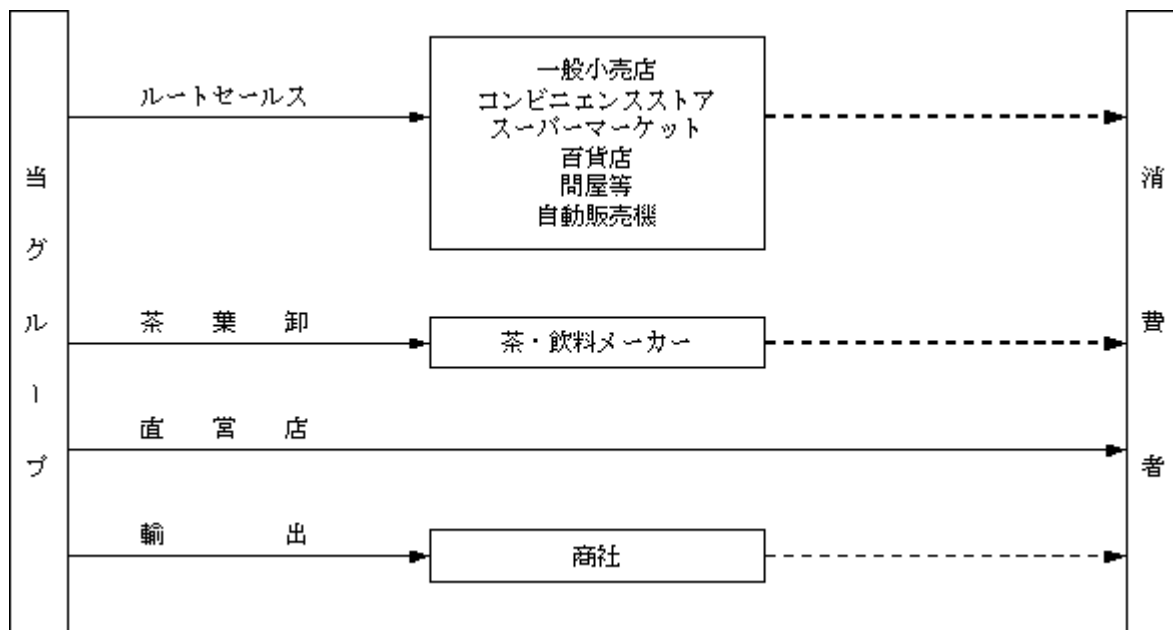 当グループ
ルートセールス
一般小売店
コンビニエンスストア
スーパーマーケット
百貨店
問屋等
自動販売機
茶葉卸
茶・飲料メーカー
直営店
輸出
商社
消費者